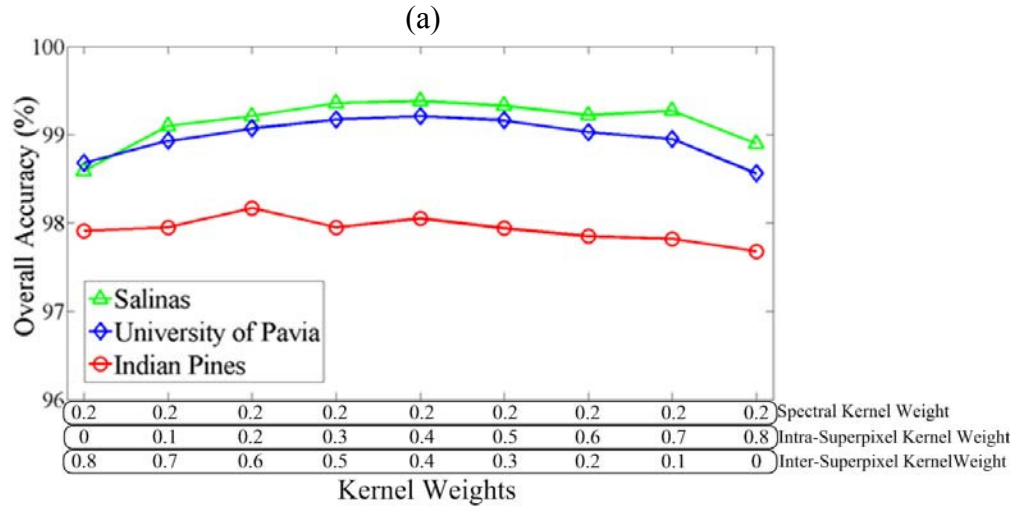 (a)
100
99
98
97
96
Overall Accuracy (%)
Salinas
University of Pavia
Indian Pines
0.2 0.2 0.2 0.2 0.2 0.2 0.2 0.2 0.2 Spectral Kernel Weight
0 0.1 0.2 0.3 0.4 0.5 0.6 0.7 0.8 Intra-Superpixel Kernel Weight
0.8 0.7 0.6 0.5 0.4 0.3 0.2 0.1 0 Inter-Superpixel KernelWeight
Kernel Weights